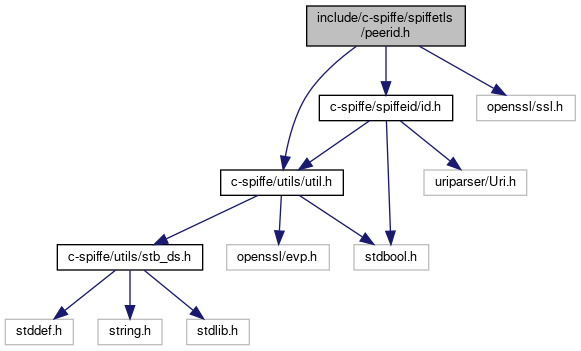 include/c-spiffe/spiffetls
/peerid.h
c-spiffe/spiffeid/id.h
openssl/ssl.h
c-spiffe/utils/util.h
uriparser/Uri.h
c-spiffe/utils/stb_ds.h
openssl/evp.h
stdbool.h
stddef.h
string.h
stdlib.h